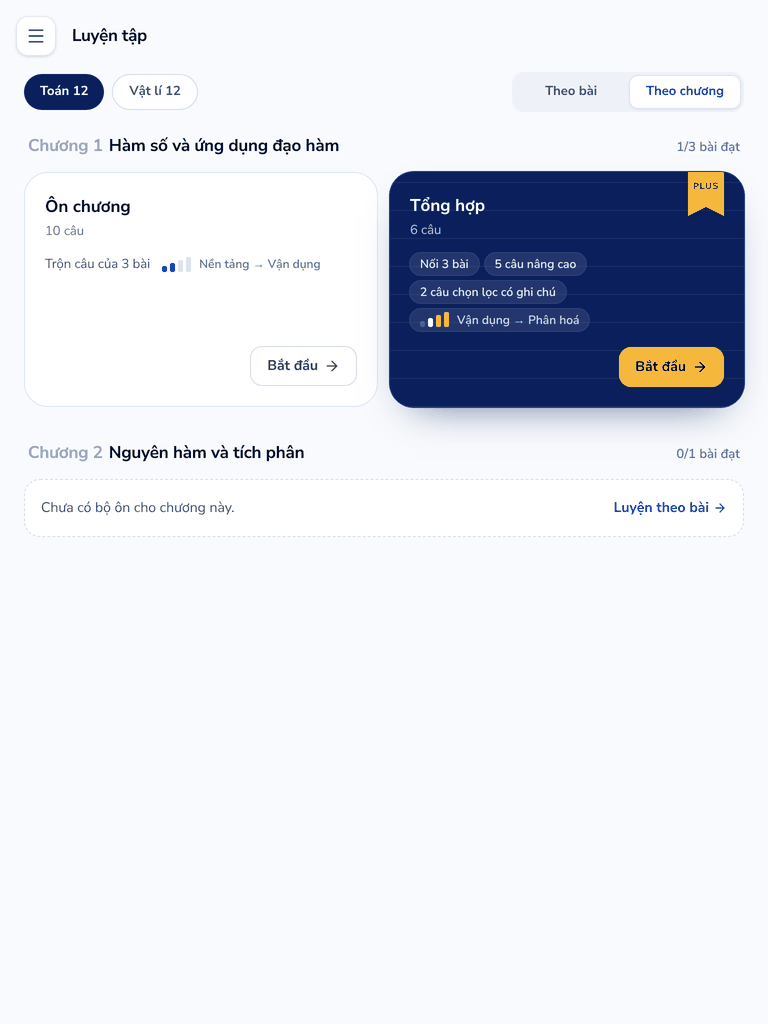 Luyện tập
Toán 12
Vật lí 12
Theo bài
Theo chương
Chương 1 Hàm số và ứng dụng đạo hàm
1/3 bài đạt
Ôn chương
10 câu
Trộn câu của 3 bài
Nền tảng → Vận dụng
Bắt đầu →
PLUS
Tổng hợp
6 câu
Nối 3 bài
5 câu nâng cao
2 câu chọn lọc có ghi chú
Vận dụng → Phân hoá
Bắt đầu →
Chương 2 Nguyên hàm và tích phân
0/1 bài đạt
Chưa có bộ ôn cho chương này.
Luyện theo bài →